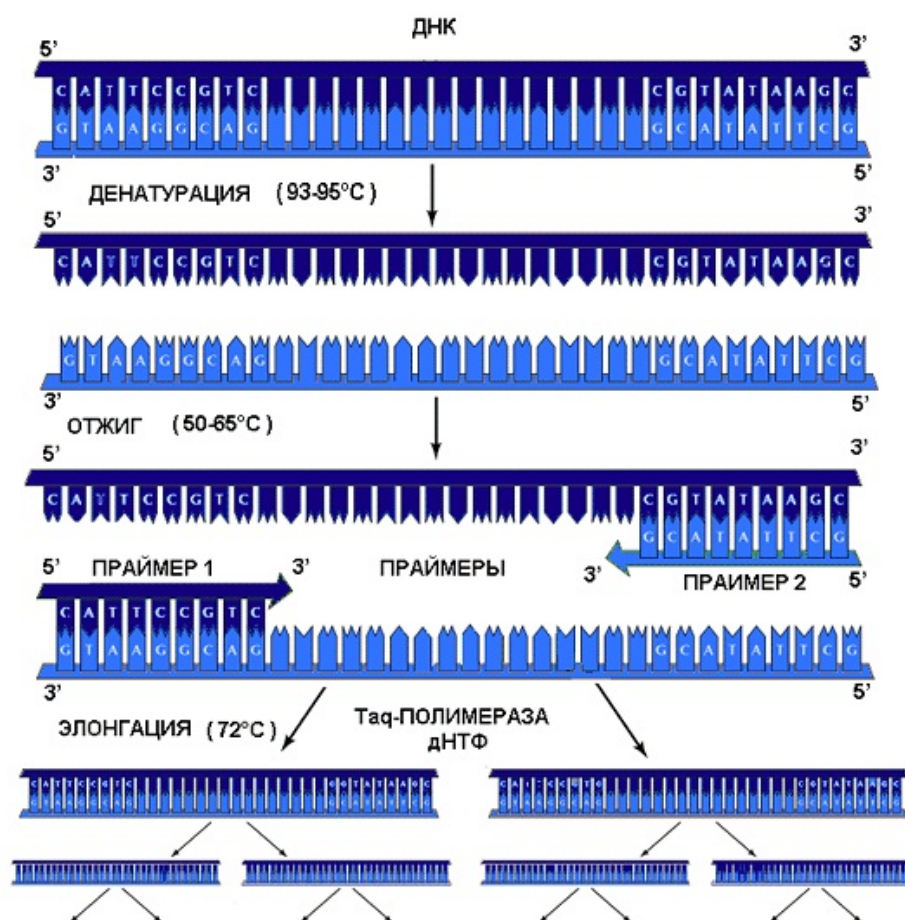 ДНК
5’ 3’
C A T T C C G T C C G T A T A A G C
G T A A G G C A G G C A T A T T C G
3’ 5’
ДЕНАТУРАЦИЯ (93-95°C)
5’ 3’
C A T T C C G T C C G T A T A A G C
G T A A G G C A G G C A T A T T C G
3’ 5’
ОТЖИГ (50-65°C)
5’ 3’
C A T T C C G T C C G T A T A A G C
G C A T A T T C G
5’ ПРАЙМЕР 1 3’ ПРАЙМЕРЫ 3’ ПРАИМЕР 2 5’
C A T T C C G T C
G T A A G G C A G G C A T A T T C G
3’ 5’
ЭЛОНГАЦИЯ (72°C) Taq-ПОЛИМЕРАЗА
дНТФ